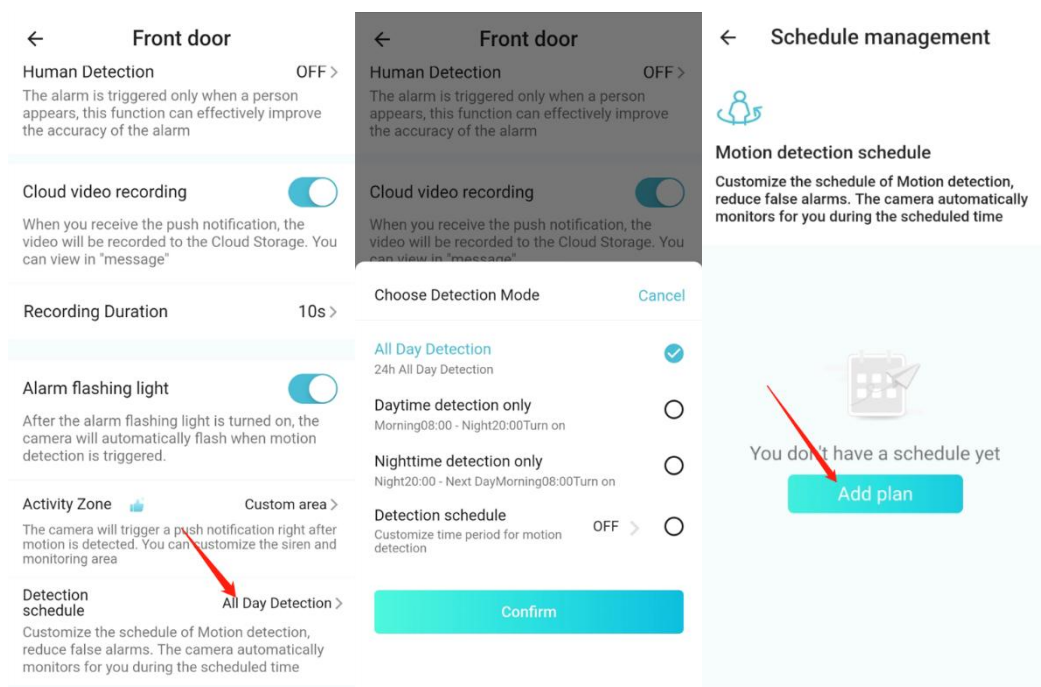 Front door
Human Detection OFF >
The alarm is triggered only when a person
appears, this function can effectively improve
the accuracy of the alarm
Cloud video recording
When you receive the push notification, the
video will be recorded to the Cloud Storage. You
can view in "message"
Recording Duration 10s >
Alarm flashing light
After the alarm flashing light is turned on, the
camera will automatically flash when motion
detection is triggered.
Activity Zone Custom area >
The camera will trigger a push notification right after
motion is detected. You can customize the siren and
monitoring area
Detection
schedule All Day Detection >
Customize the schedule of Motion detection,
reduce false alarms. The camera automatically
monitors for you during the scheduled time
Front door
Human Detection OFF >
The alarm is triggered only when a person
appears, this function can effectively improve
the accuracy of the alarm
Cloud video recording
When you receive the push notification, the
video will be recorded to the Cloud Storage. You
can view in "message"
Choose Detection Mode Cancel
All Day Detection
24h All Day Detection
Daytime detection only
Morning08:00 - Night20:00Turn on
Nighttime detection only
Night20:00 - Next DayMorning08:00Turn on
Detection schedule OFF >
Customize time period for motion
detection
Confirm
Schedule management
Motion detection schedule
Customize the schedule of Motion detection,
reduce false alarms. The camera automatically
monitors for you during the scheduled time
You don't have a schedule yet
Add plan